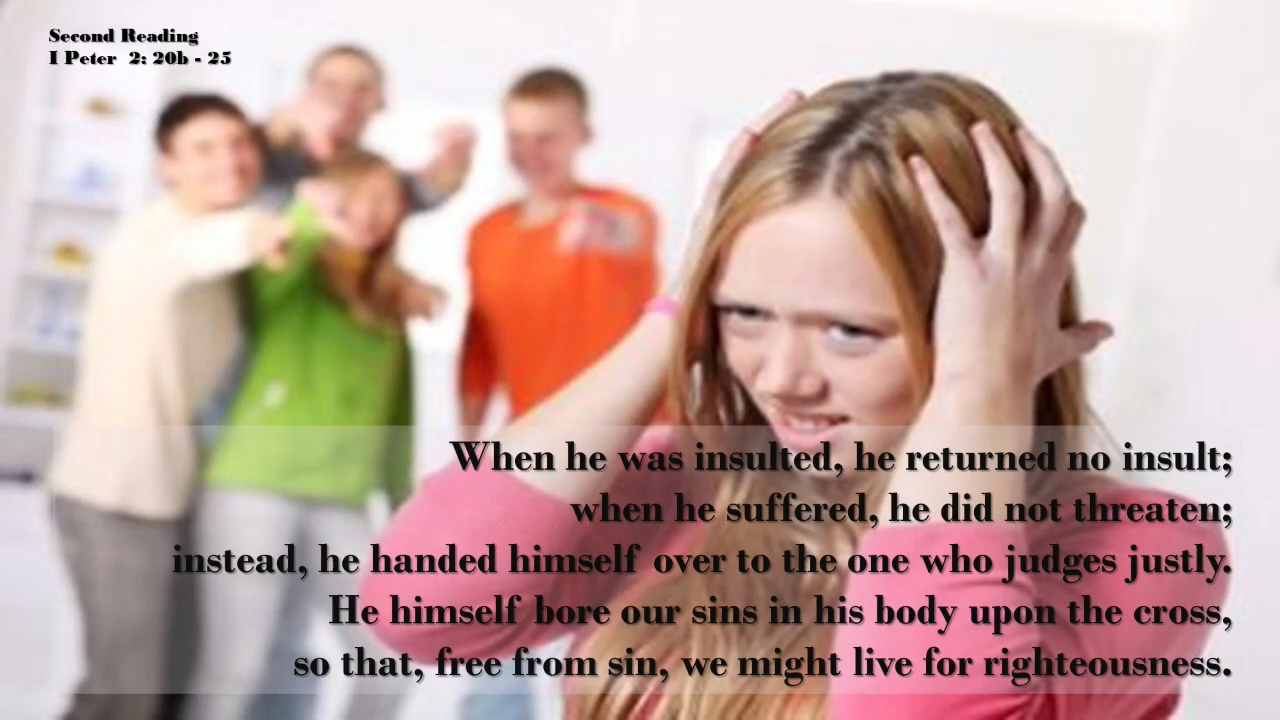 Second Reading
I Peter 2: 20b - 25
When he was insulted, he returned no insult;
when he suffered, he did not threaten;
instead, he handed himself over to the one who judges justly.
He himself bore our sins in his body upon the cross,
so that, free from sin, we might live for righteousness.